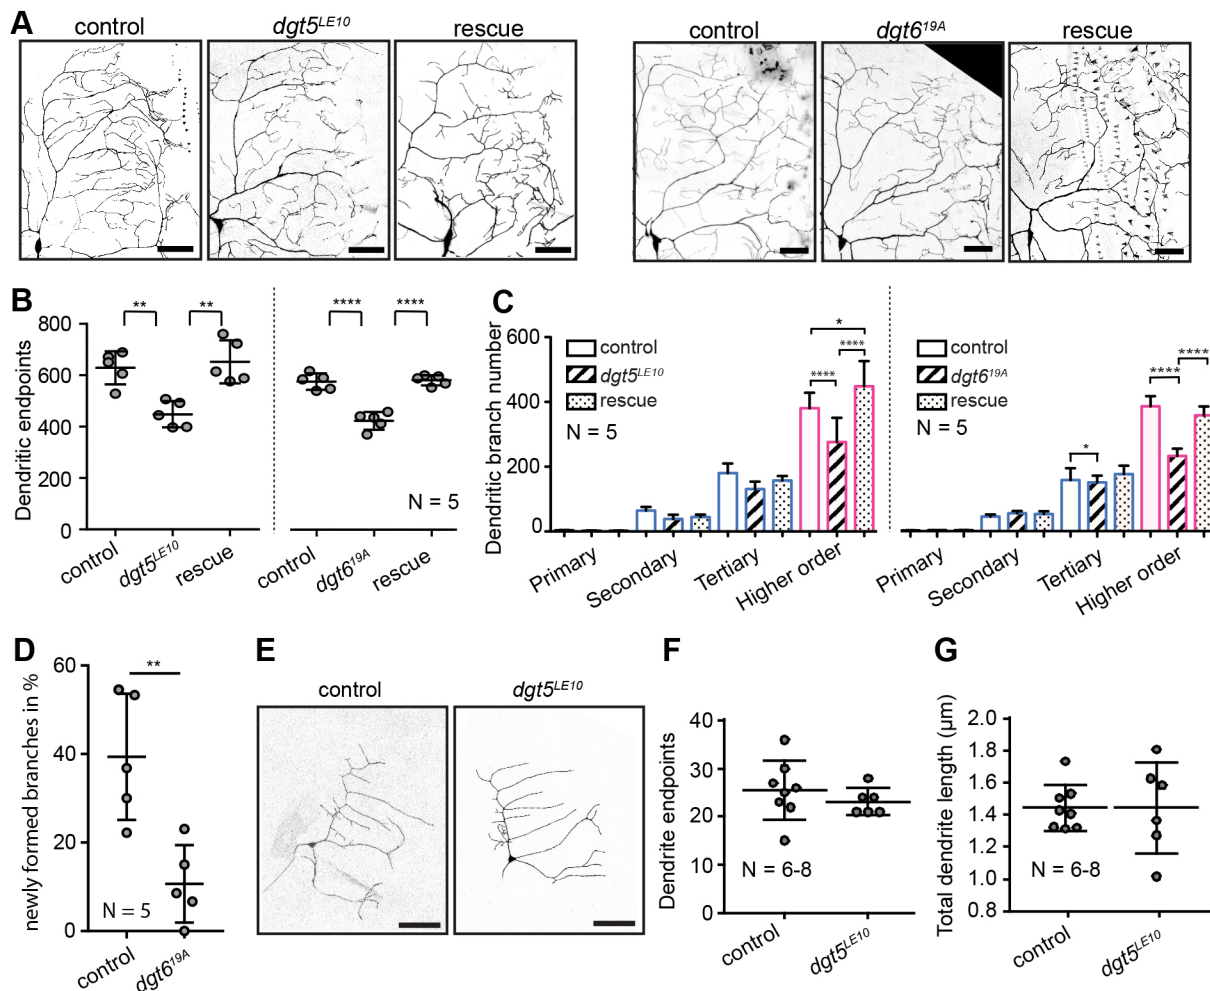 A
control dgt5LE10 rescue
control dgt619A rescue
B
Dendritic endpoints
800
600
400
200
0
** **
**** ****
N = 5
control dgt5LE10 rescue
control dgt619A rescue
C
Dendritic branch number
600
400
200
0
control
dgt5LE10
rescue
N = 5
*
****
****
Primary Secondary Tertiary Higher order
control
dgt619A
rescue
N = 5
*
****
****
Primary Secondary Tertiary Higher order
D
newly formed branches in %
60
40
20
0
**
N = 5
control dgt619A
E
control dgt5LE10
F
Dendrite endpoints
40
30
20
10
0
N = 6-8
control dgt5LE10
G
Total dendrite length (µm)
2.0
1.8
1.6
1.4
1.2
1.0
0.8
N = 6-8
control dgt5LE10